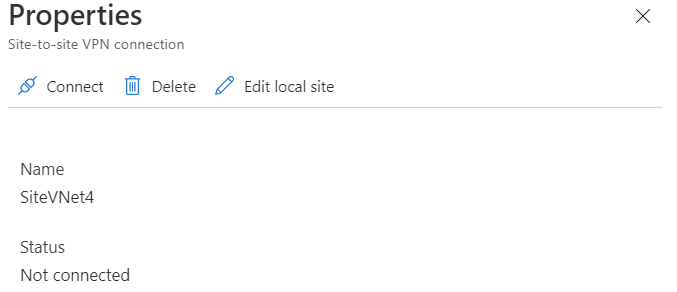 Properties
Site-to-site VPN connection
Connect Delete Edit local site
Name
SiteVNet4
Status
Not connected